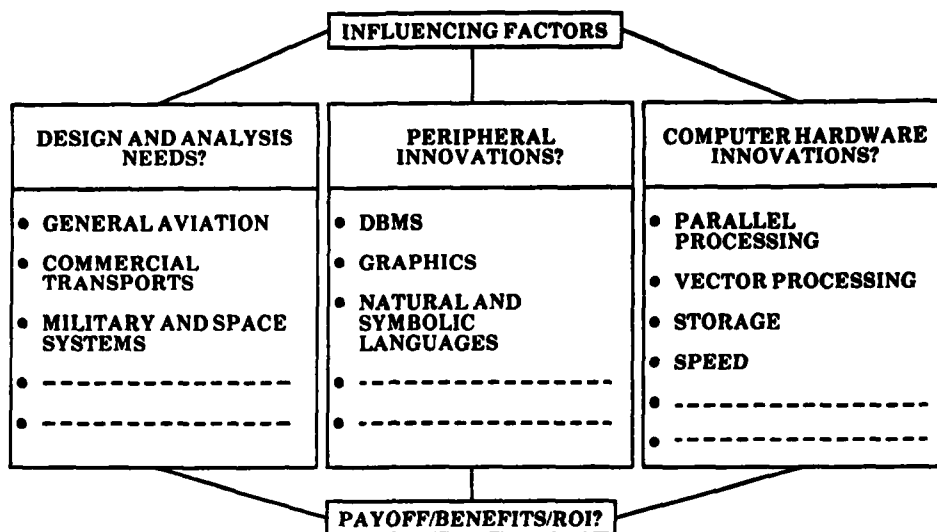 INFLUENCING FACTORS
DESIGN AND ANALYSIS
NEEDS?
• GENERAL AVIATION
• COMMERCIAL
TRANSPORTS
• MILITARY AND SPACE
SYSTEMS
PERIPHERAL
INNOVATIONS?
• DBMS
• GRAPHICS
• NATURAL AND
SYMBOLIC
LANGUAGES
COMPUTER HARDWARE
INNOVATIONS?
• PARALLEL
PROCESSING
• VECTOR PROCESSING
• STORAGE
• SPEED
PAYOFF/BENEFITS/ROI?